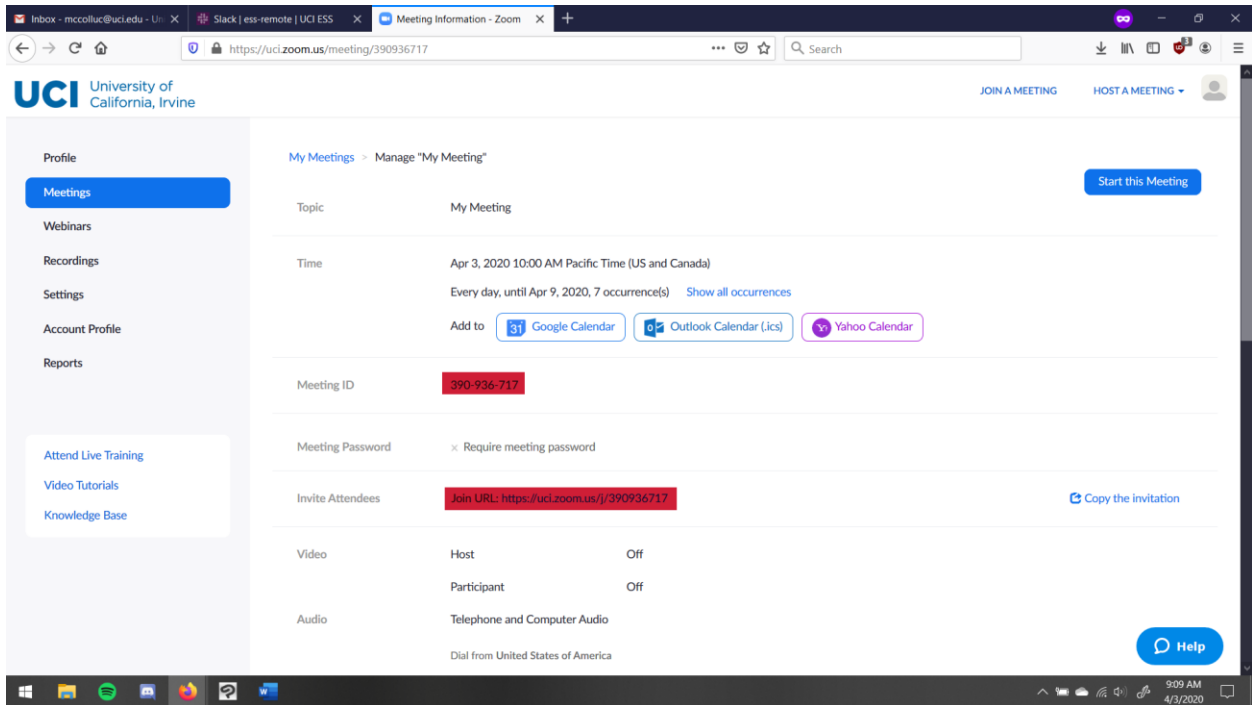 Inbox - mccolluc@uci.edu - Un
Slack | ess-remote | UCI ESS
Meeting Information - Zoom
https://uci.zoom.us/meeting/390936717
Search
UCI University of
California, Irvine
JOIN A MEETING
HOST A MEETING
Profile
Meetings
Webinars
Recordings
Settings
Account Profile
Reports
Attend Live Training
Video Tutorials
Knowledge Base
My Meetings > Manage "My Meeting"
Start this Meeting
Topic My Meeting
Time Apr 3, 2020 10:00 AM Pacific Time (US and Canada)
Every day, until Apr 9, 2020, 7 occurrence(s) Show all occurrences
Add to 31 Google Calendar Outlook Calendar (.ics) Yahoo Calendar
Meeting ID 390-936-717
Meeting Password × Require meeting password
Invite Attendees Join URL: https://uci.zoom.us/j/390936717 Copy the invitation
Video Host Off
Participant Off
Audio Telephone and Computer Audio
Dial from United States of America
Help
9:09 AM
4/3/2020